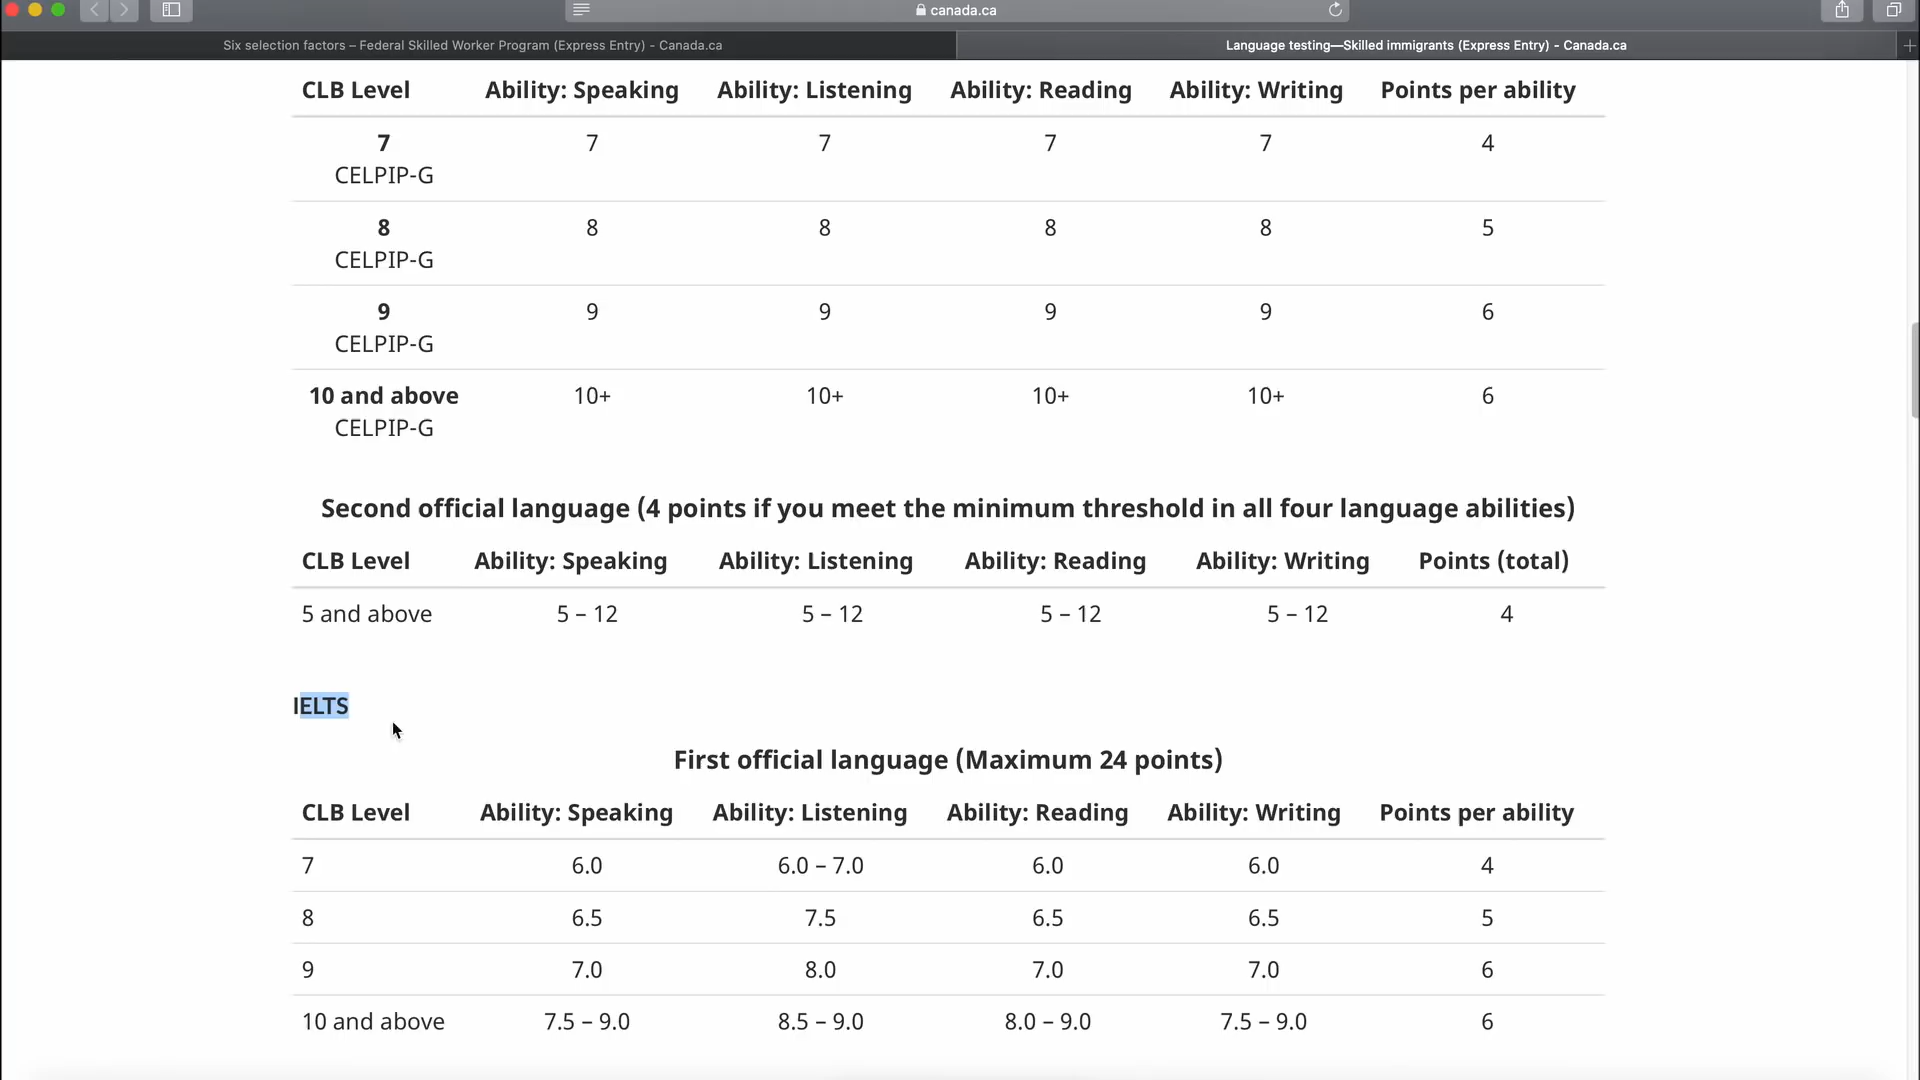 canada.ca
Six selection factors – Federal Skilled Worker Program (Express Entry) - Canada.ca
Language testing—Skilled immigrants (Express Entry) - Canada.ca
CLB Level Ability: Speaking Ability: Listening Ability: Reading Ability: Writing Points per ability
7 7 7 7 7 4
CELPIP-G
8 8 8 8 8 5
CELPIP-G
9 9 9 9 9 6
CELPIP-G
10 and above 10+ 10+ 10+ 10+ 6
CELPIP-G
Second official language (4 points if you meet the minimum threshold in all four language abilities)
CLB Level Ability: Speaking Ability: Listening Ability: Reading Ability: Writing Points (total)
5 and above 5 – 12 5 – 12 5 – 12 5 – 12 4
IELTS
First official language (Maximum 24 points)
CLB Level Ability: Speaking Ability: Listening Ability: Reading Ability: Writing Points per ability
7 6.0 6.0 – 7.0 6.0 6.0 4
8 6.5 7.5 6.5 6.5 5
9 7.0 8.0 7.0 7.0 6
10 and above 7.5 – 9.0 8.5 – 9.0 8.0 – 9.0 7.5 – 9.0 6